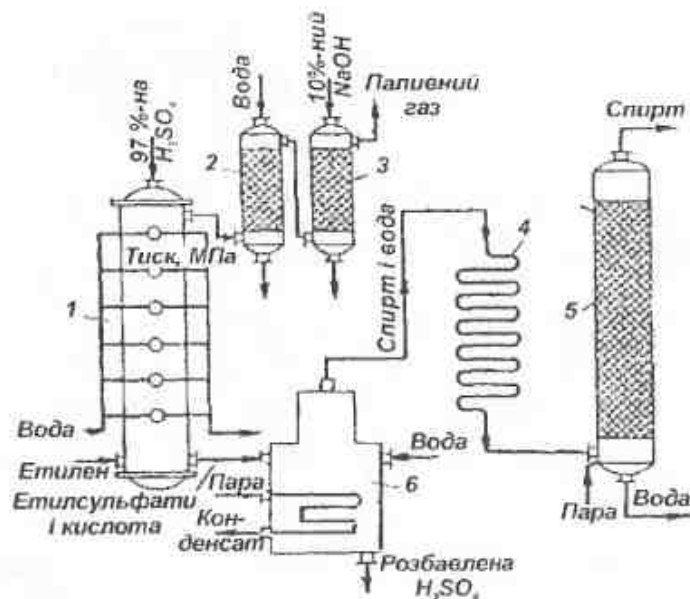 97 %-на
H₂SO₄
Вода
10%-ний
NaOH
Паливний
газ
Спирт
2
3
4
Тиск, МПа
1
Спирт і вода
5
Вода
Вода
Етилен
6
Етилсульфати
і кислота
Пара
Кон-
денсат
Пара
Вода
Розбавлена
H₂SO₄